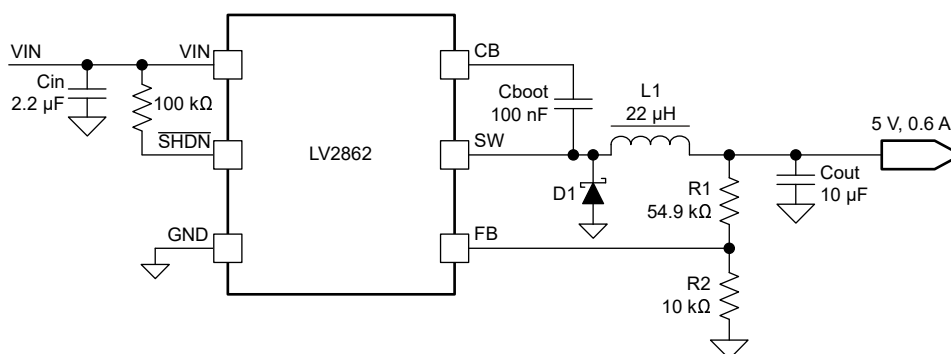 VIN
VIN
CB
Cin
2.2 µF
100 kΩ
Cboot
100 nF
L1
22 µH
SHDN
LV2862
SW
5 V, 0.6 A
D1
R1
54.9 kΩ
Cout
10 µF
GND
FB
R2
10 kΩ